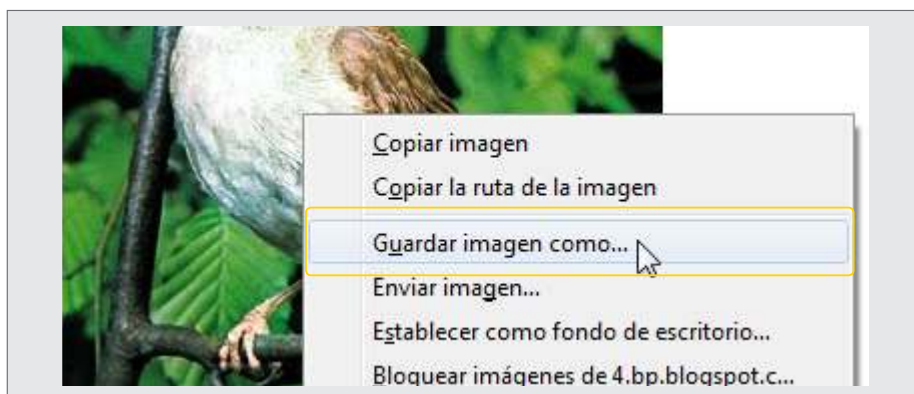 Copiar imagen
Copiar la ruta de la imagen
Guardar imagen como...
Enviar imagen...
Establecer como fondo de escritorio...
Bloquear imágenes de 4.bp.blogspot.c...